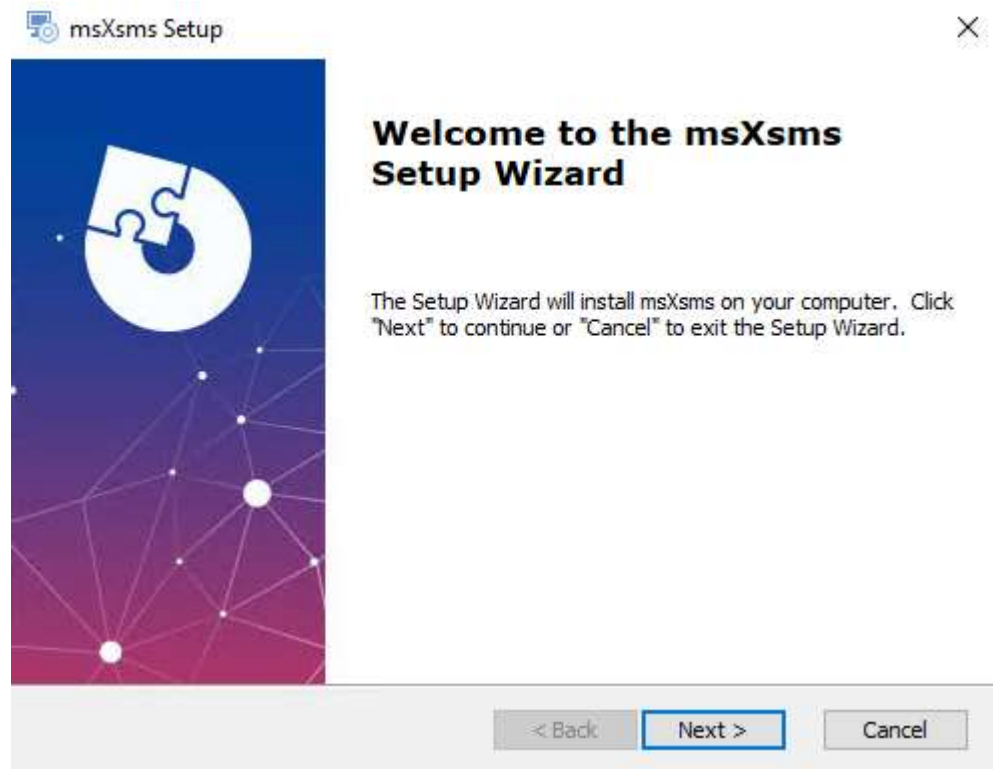 msXsms Setup
Welcome to the msXsms
Setup Wizard
The Setup Wizard will install msXsms on your computer.  Click
"Next" to continue or "Cancel" to exit the Setup Wizard.
< Back
Next >
Cancel